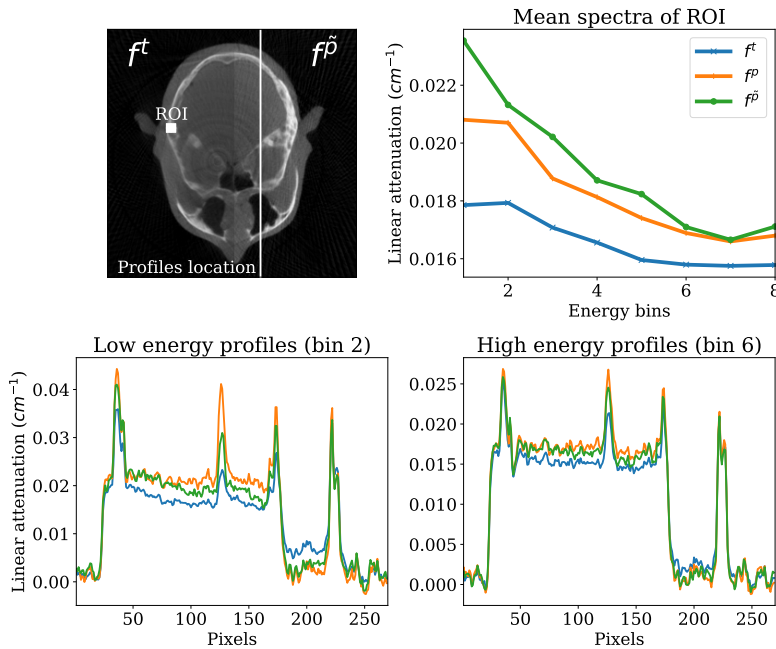 f^t f^p̃
ROI
Profiles location
Mean spectra of ROI
Linear attenuation (cm⁻¹)
0.022
0.020
0.018
0.016
2 4 6 8
Energy bins
f^t
f^p
f^p̃
Low energy profiles (bin 2)
Linear attenuation (cm⁻¹)
0.04
0.03
0.02
0.01
0.00
50 100 150 200 250
Pixels
High energy profiles (bin 6)
0.025
0.020
0.015
0.010
0.005
0.000
50 100 150 200 250
Pixels